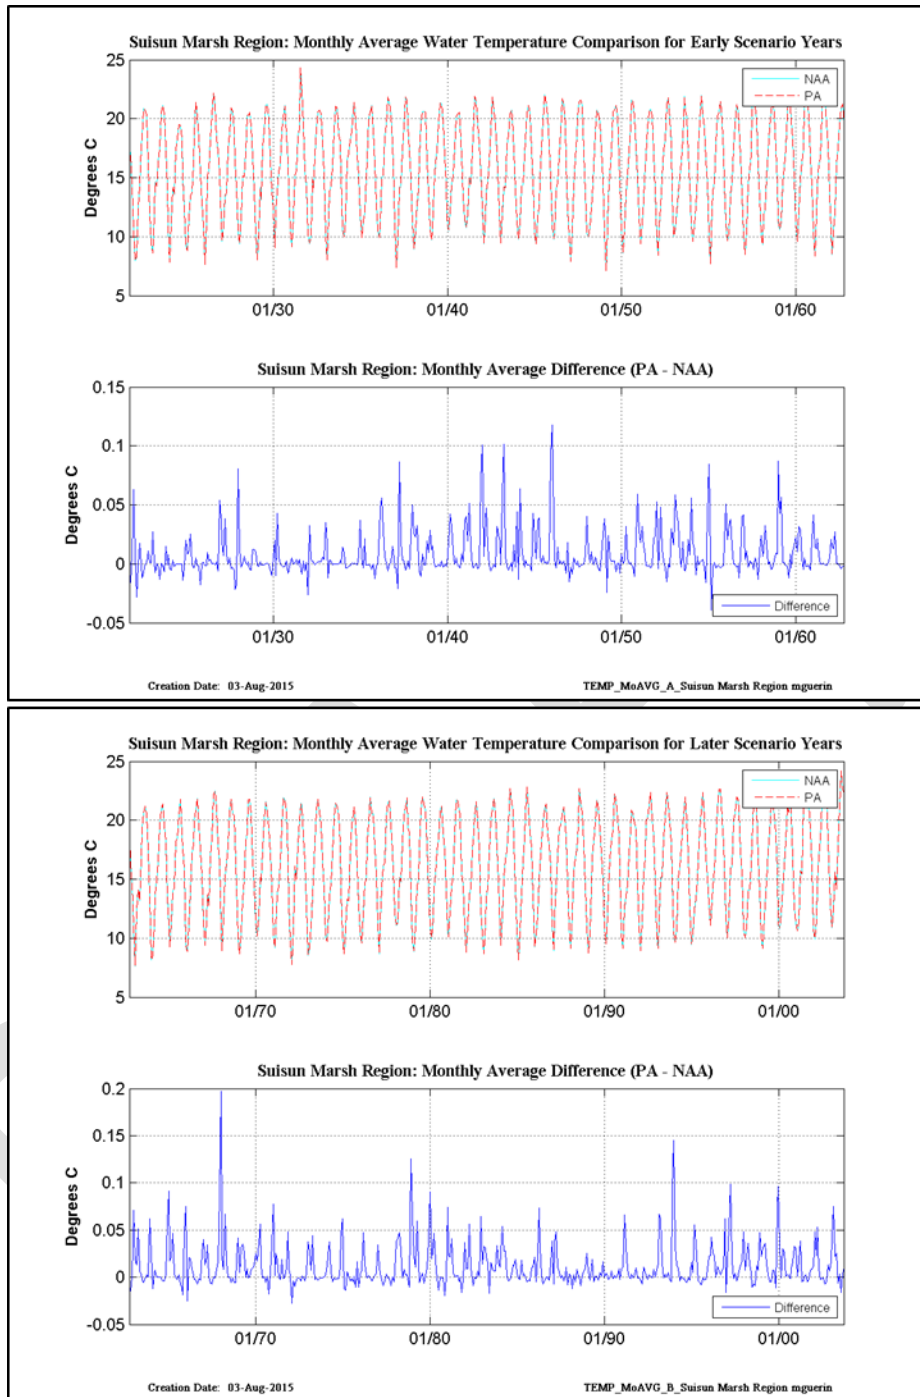 Suisun Marsh Region: Monthly Average Water Temperature Comparison for Early Scenario Years
25
20
15
10
5
Degrees C
NAA
PA
01/30
01/40
01/50
01/60
Suisun Marsh Region: Monthly Average Difference (PA - NAA)
0.15
0.1
0.05
0
-0.05
Degrees C
Difference
01/30
01/40
01/50
01/60
Creation Date: 03-Aug-2015
TEMP_MoAVG_A_Suisun Marsh Region mguerin
Suisun Marsh Region: Monthly Average Water Temperature Comparison for Later Scenario Years
25
20
15
10
5
Degrees C
NAA
PA
01/70
01/80
01/90
01/00
Suisun Marsh Region: Monthly Average Difference (PA - NAA)
0.2
0.15
0.1
0.05
0
-0.05
Degrees C
Difference
01/70
01/80
01/90
01/00
Creation Date: 03-Aug-2015
TEMP_MoAVG_B_Suisun Marsh Region mguerin